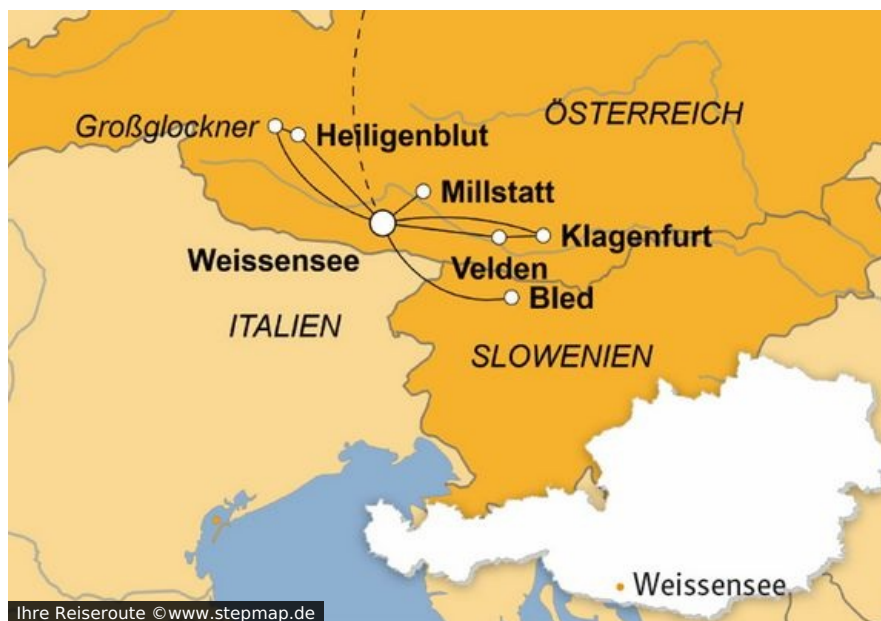 ÖSTERREICH
Großglockner
Heiligenblut
Millstatt
Klagenfurt
Weissensee
Velden
Bled
ITALIEN
SLOWENIEN
Weissensee
Ihre Reiseroute ©www.stepmap.de